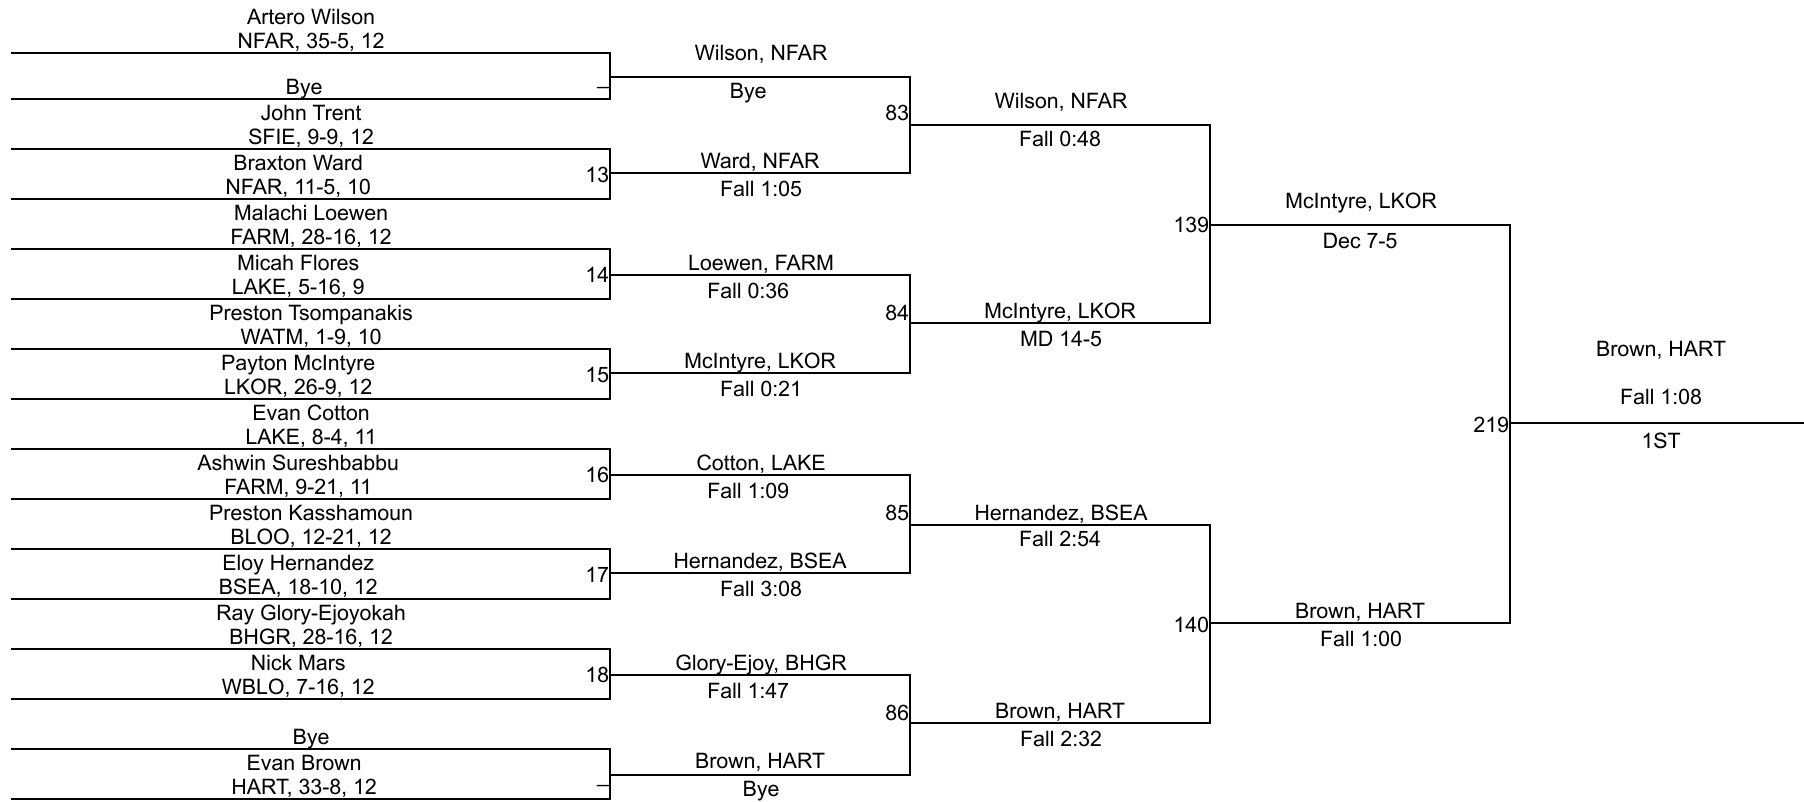 Artero Wilson
NFAR, 35-5, 12
Bye
John Trent
SFIE, 9-9, 12
Braxton Ward
NFAR, 11-5, 10
13
Malachi Loewen
FARM, 28-16, 12
Micah Flores
LAKE, 5-16, 9
14
Preston Tsompanakis
WATM, 1-9, 10
Payton McIntyre
LKOR, 26-9, 12
15
Evan Cotton
LAKE, 8-4, 11
Ashwin Sureshbabbu
FARM, 9-21, 11
16
Preston Kasshamoun
BLOO, 12-21, 12
Eloy Hernandez
BSEA, 18-10, 12
17
Ray Glory-Ejoyokah
BHGR, 28-16, 12
Nick Mars
WBLO, 7-16, 12
18
Bye
Evan Brown
HART, 33-8, 12
Wilson, NFAR
Bye
83
Ward, NFAR
Fall 1:05
Loewen, FARM
Fall 0:36
84
McIntyre, LKOR
Fall 0:21
Cotton, LAKE
Fall 1:09
85
Hernandez, BSEA
Fall 3:08
Glory-Ejoy, BHGR
Fall 1:47
86
Brown, HART
Bye
Wilson, NFAR
Fall 0:48
139
McIntyre, LKOR
MD 14-5
Hernandez, BSEA
Fall 2:54
140
Brown, HART
Fall 2:32
McIntyre, LKOR
Dec 7-5
219
Brown, HART
Fall 1:00
Brown, HART
Fall 1:08
1ST